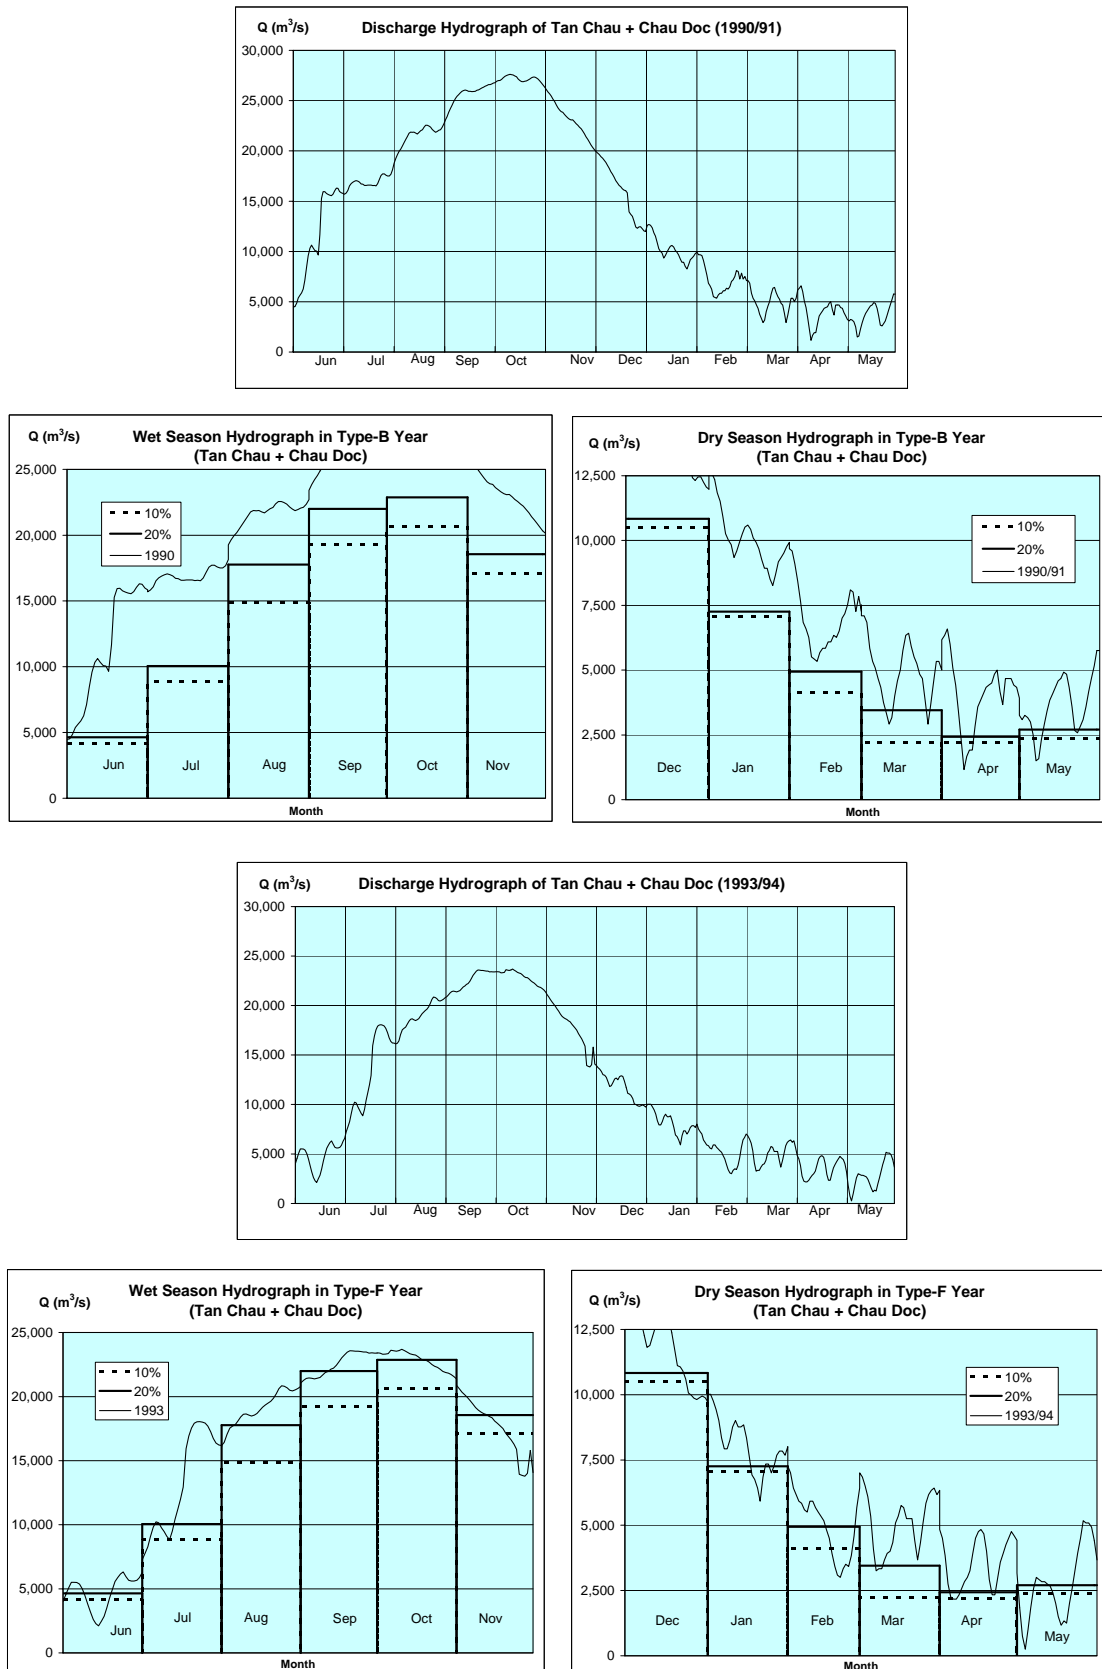 Q (m³/s)
Discharge Hydrograph of Tan Chau + Chau Doc (1990/91)
30,000
25,000
20,000
15,000
10,000
5,000
0
Jun Jul Aug Sep Oct Nov Dec Jan Feb Mar Apr May
Q (m³/s)
Wet Season Hydrograph in Type-B Year
(Tan Chau + Chau Doc)
25,000
20,000
15,000
10,000
5,000
0
10%
20%
1990
Jun Jul Aug Sep Oct Nov
Month
Q (m³/s)
Dry Season Hydrograph in Type-B Year
(Tan Chau + Chau Doc)
12,500
10,000
7,500
5,000
2,500
0
10%
20%
1990/91
Dec Jan Feb Mar Apr May
Month
Q (m³/s)
Discharge Hydrograph of Tan Chau + Chau Doc (1993/94)
30,000
25,000
20,000
15,000
10,000
5,000
0
Jun Jul Aug Sep Oct Nov Dec Jan Feb Mar Apr May
Q (m³/s)
Wet Season Hydrograph in Type-F Year
(Tan Chau + Chau Doc)
25,000
20,000
15,000
10,000
5,000
0
10%
20%
1993
Jun Jul Aug Sep Oct Nov
Month
Q (m³/s)
Dry Season Hydrograph in Type-F Year
(Tan Chau + Chau Doc)
12,500
10,000
7,500
5,000
2,500
0
10%
20%
1993/94
Dec Jan Feb Mar Apr May
Month